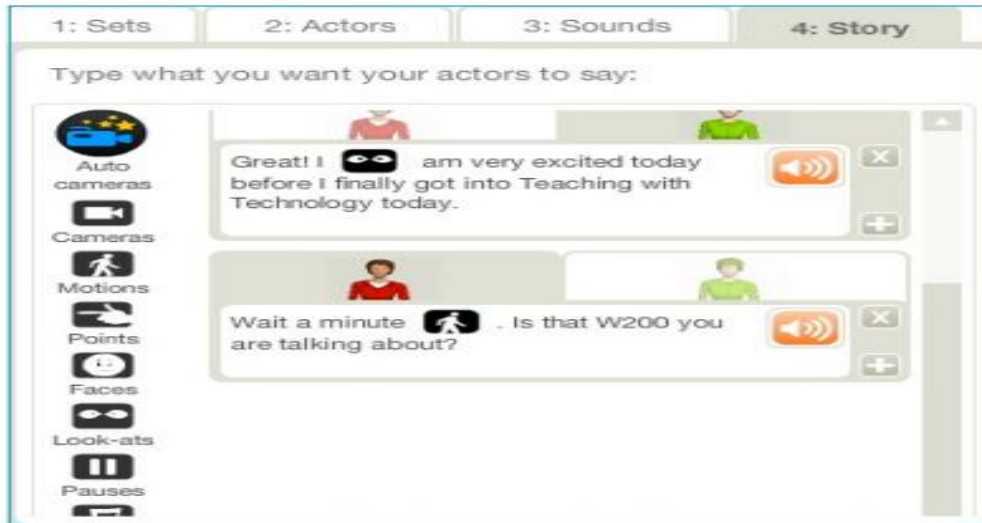 1: Sets 2: Actors 3: Sounds 4: Story
Type what you want your actors to say:
Auto
cameras
Cameras
Motions
Points
Faces
Look-ats
Pauses
Great! I am very excited today
before I finally got into Teaching with
Technology today.
Wait a minute . Is that W200 you
are talking about?